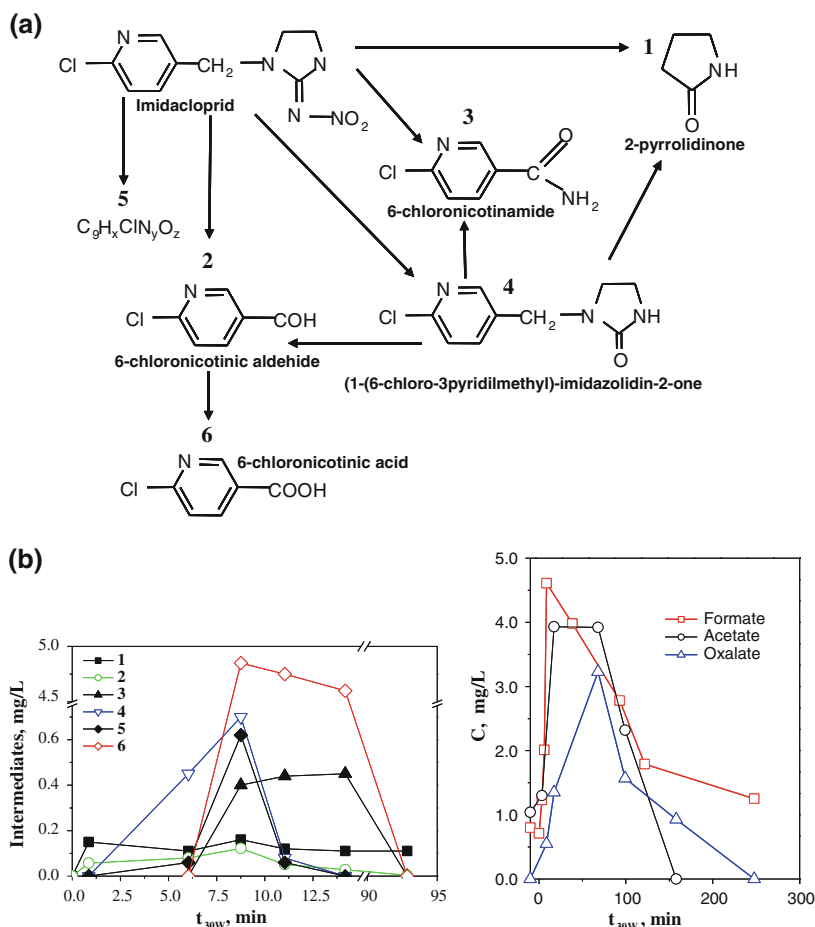 (a)
N
Cl
CH2
N
N
N
NO2
Imidacloprid
1
NH
O
2-pyrrolidinone
3
N
Cl
C
O
NH2
6-chloronicotinamide
5
C9HxClNyOz
2
N
Cl
COH
6-chloronicotinic aldehide
4
N
Cl
CH2
N
NH
O
(1-(6-chloro-3pyridilmethyl)-imidazolidin-2-one
6
6-chloronicotinic acid
N
Cl
COOH
(b)
Intermediates, mg/L
5.0
4.5
0.6
0.4
0.2
0.0
1
2
3
4
5
6
0.0 2.5 5.0 7.5 10.0 12.5 90 95
t30W, min
C, mg/L
5.0
4.0
3.0
2.0
1.0
0.0
Formate
Acetate
Oxalate
0 100 200 300
t30W, min